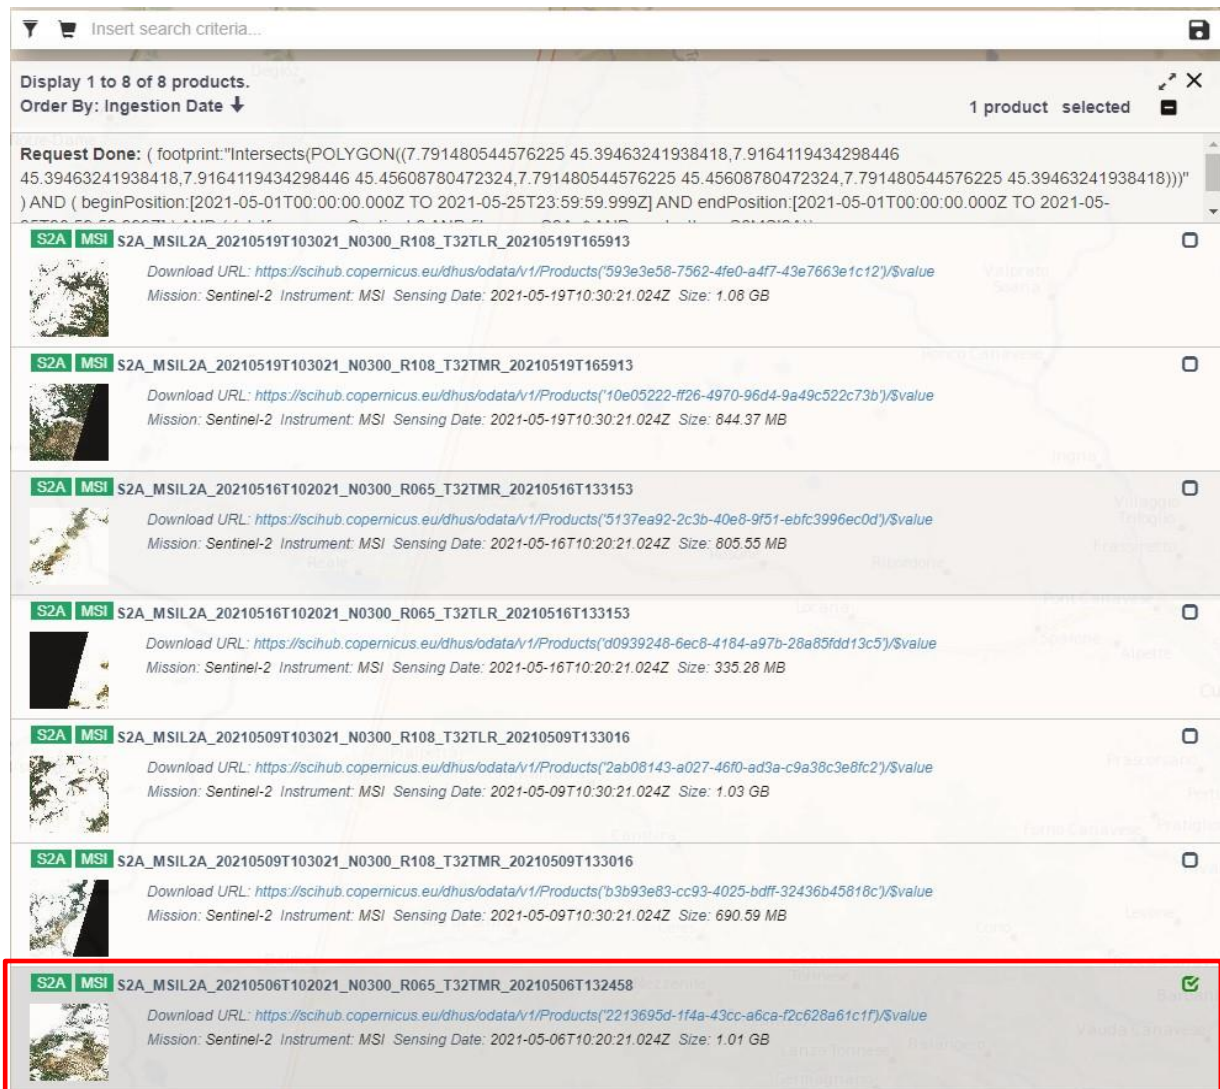 Insert search criteria...
Display 1 to 8 of 8 products.
Order By: Ingestion Date
1 product selected
Request Done: ( footprint:"Intersects(POLYGON((7.791480544576225 45.39463241938418,7.9164119434298446
45.39463241938418,7.9164119434298446 45.45608780472324,7.791480544576225 45.45608780472324,7.791480544576225 45.39463241938418)))"
) AND ( beginPosition:[2021-05-01T00:00:00.000Z TO 2021-05-25T23:59:59.999Z] AND endPosition:[2021-05-01T00:00:00.000Z TO 2021-05-
S2A MSI S2A_MSIL2A_20210519T103021_N0300_R108_T32TLR_20210519T165913
Download URL: https://scihub.copernicus.eu/dhus/odata/v1/Products('593e3e58-7562-4fe0-a4f7-43e7663e1c12')/$value
Mission: Sentinel-2 Instrument: MSI Sensing Date: 2021-05-19T10:30:21.024Z Size: 1.08 GB
S2A MSI S2A_MSIL2A_20210519T103021_N0300_R108_T32TMR_20210519T165913
Download URL: https://scihub.copernicus.eu/dhus/odata/v1/Products('10e05222-ff26-4970-96d4-9a49c522c73b')/$value
Mission: Sentinel-2 Instrument: MSI Sensing Date: 2021-05-19T10:30:21.024Z Size: 844.37 MB
S2A MSI S2A_MSIL2A_20210516T102021_N0300_R065_T32TMR_20210516T133153
Download URL: https://scihub.copernicus.eu/dhus/odata/v1/Products('5137ea92-2c3b-40e8-9f51-ebfc3996ec0d')/$value
Mission: Sentinel-2 Instrument: MSI Sensing Date: 2021-05-16T10:20:21.024Z Size: 805.55 MB
S2A MSI S2A_MSIL2A_20210516T102021_N0300_R065_T32TLR_20210516T133153
Download URL: https://scihub.copernicus.eu/dhus/odata/v1/Products('d0939248-6ec8-4184-a97b-28a85fdd13c5')/$value
Mission: Sentinel-2 Instrument: MSI Sensing Date: 2021-05-16T10:20:21.024Z Size: 335.28 MB
S2A MSI S2A_MSIL2A_20210509T103021_N0300_R108_T32TLR_20210509T133016
Download URL: https://scihub.copernicus.eu/dhus/odata/v1/Products('2ab08143-a027-46f0-ad3a-c9a38c3e8fc2')/$value
Mission: Sentinel-2 Instrument: MSI Sensing Date: 2021-05-09T10:30:21.024Z Size: 1.03 GB
S2A MSI S2A_MSIL2A_20210509T103021_N0300_R108_T32TMR_20210509T133016
Download URL: https://scihub.copernicus.eu/dhus/odata/v1/Products('b3b93e83-cc93-4025-bdff-32436b45818c')/$value
Mission: Sentinel-2 Instrument: MSI Sensing Date: 2021-05-09T10:30:21.024Z Size: 690.59 MB
S2A MSI S2A_MSIL2A_20210506T102021_N0300_R065_T32TMR_20210506T132458
Download URL: https://scihub.copernicus.eu/dhus/odata/v1/Products('2213695d-1f4a-43cc-a6ca-f2c628a61c1f')/$value
Mission: Sentinel-2 Instrument: MSI Sensing Date: 2021-05-06T10:20:21.024Z Size: 1.01 GB